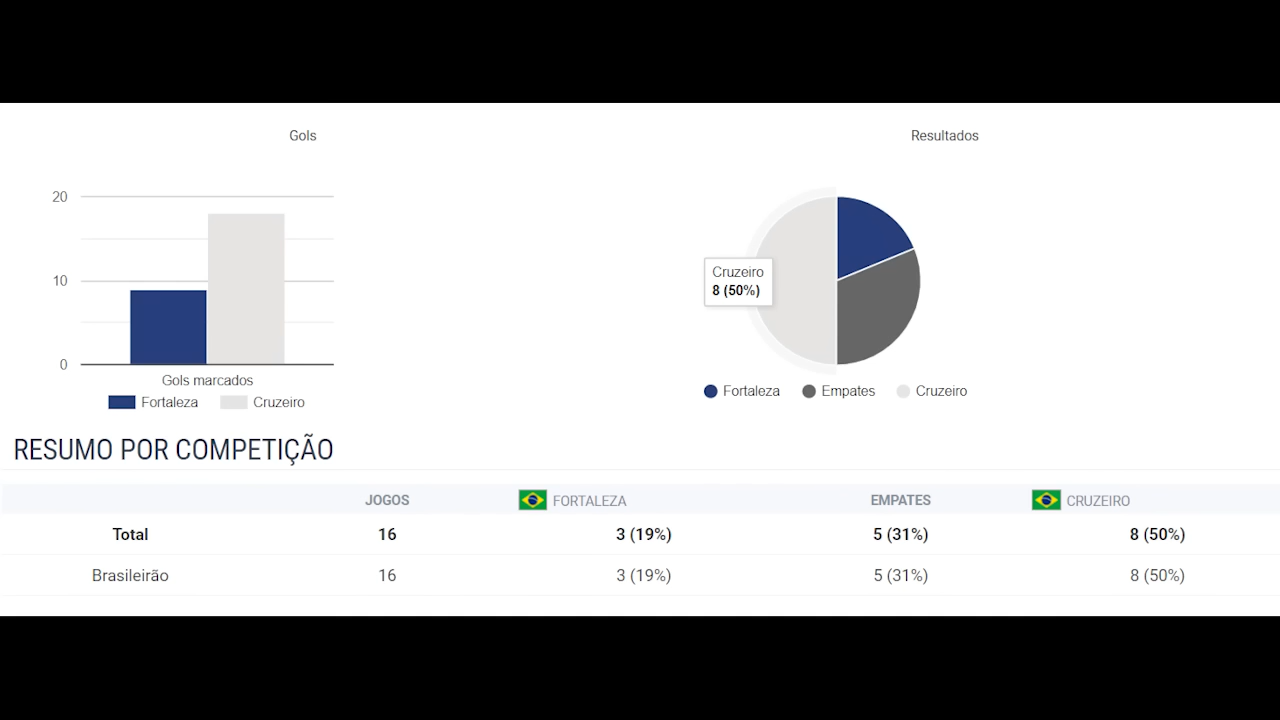 Gols
20
10
0
Gols marcados
Fortaleza Cruzeiro
Resultados
Cruzeiro
8 (50%)
Fortaleza Empates Cruzeiro
RESUMO POR COMPETIÇÃO
JOGOS FORTALEZA EMPATES CRUZEIRO
Total 16 3 (19%) 5 (31%) 8 (50%)
Brasileirão 16 3 (19%) 5 (31%) 8 (50%)